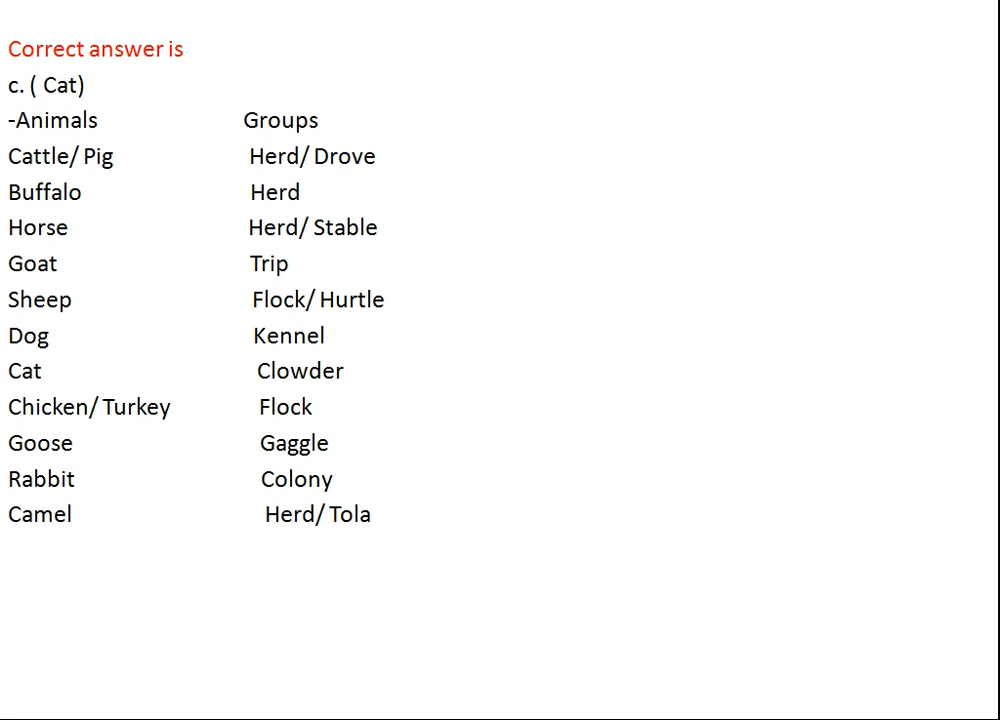 Correct answer is
c. ( Cat)
-Animals Groups
Cattle/ Pig Herd/ Drove
Buffalo Herd
Horse Herd/ Stable
Goat Trip
Sheep Flock/ Hurtle
Dog Kennel
Cat Clowder
Chicken/ Turkey Flock
Goose Gaggle
Rabbit Colony
Camel Herd/ Tola